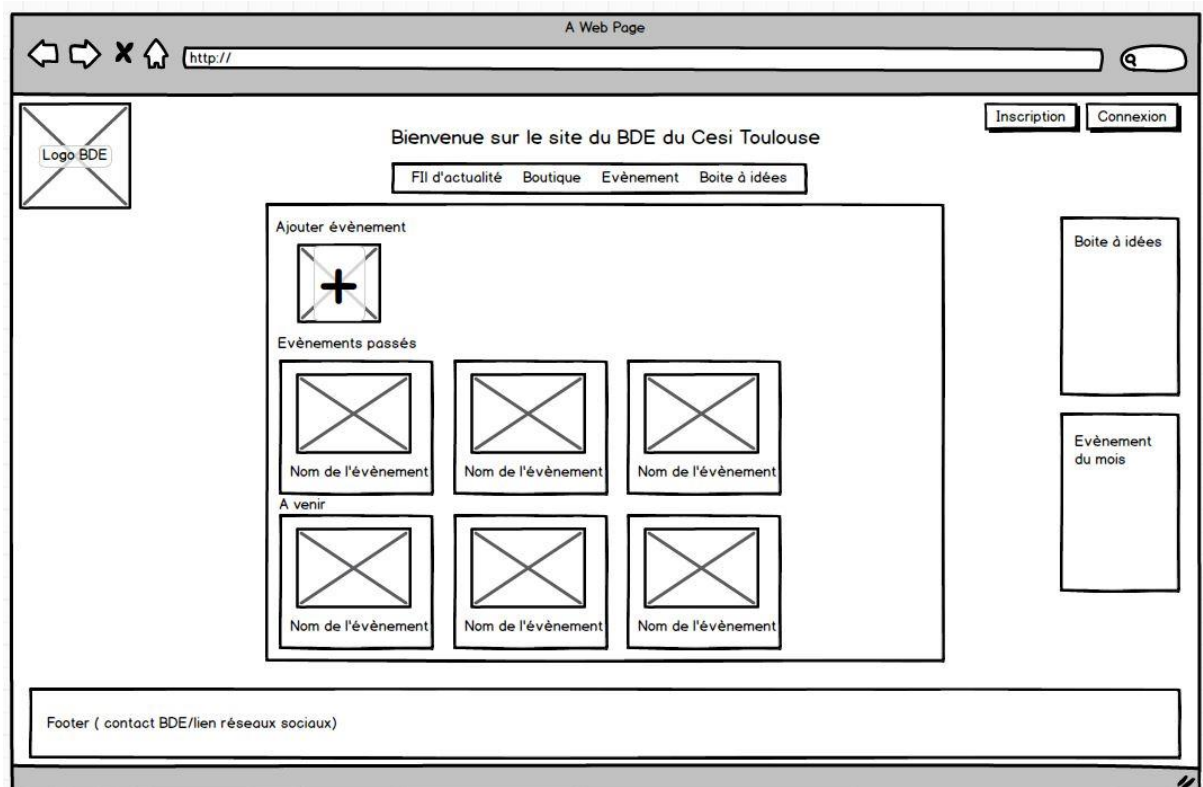 A Web Page
http://
Logo BDE
Inscription
Connexion
Bienvenue sur le site du BDE du Cesi Toulouse
FIl d'actualité Boutique Evènement Boite à idées
Ajouter évènement
Evènements passés
Nom de l'évènement
Nom de l'évènement
Nom de l'évènement
A venir
Nom de l'évènement
Nom de l'évènement
Nom de l'évènement
Boite à idées
Evènement
du mois
Footer ( contact BDE/lien réseaux sociaux)